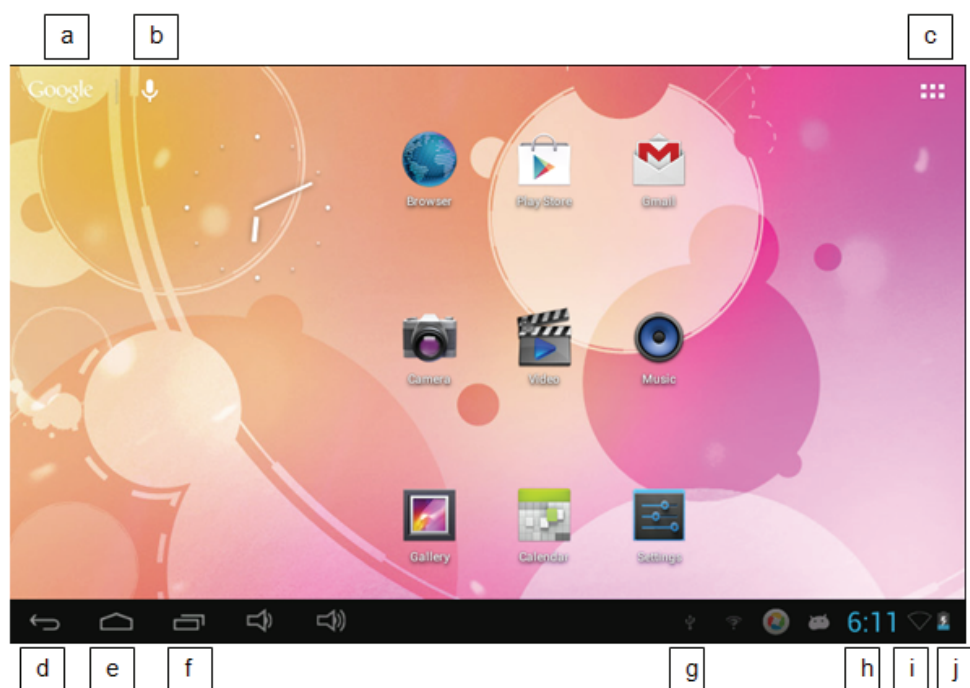 a b c
Google
Browser Play Store Gmail
Camera Video Music
Gallery Calendar Settings
6:11
d e f g h i j